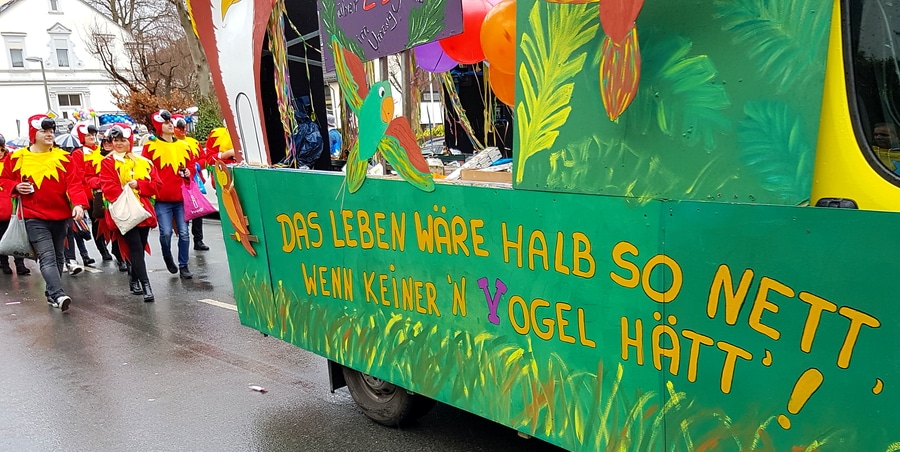 DAS LEBEN WÄRE HALB SO NETT,
WENN KEINER 'N VOGEL HÄTT'!